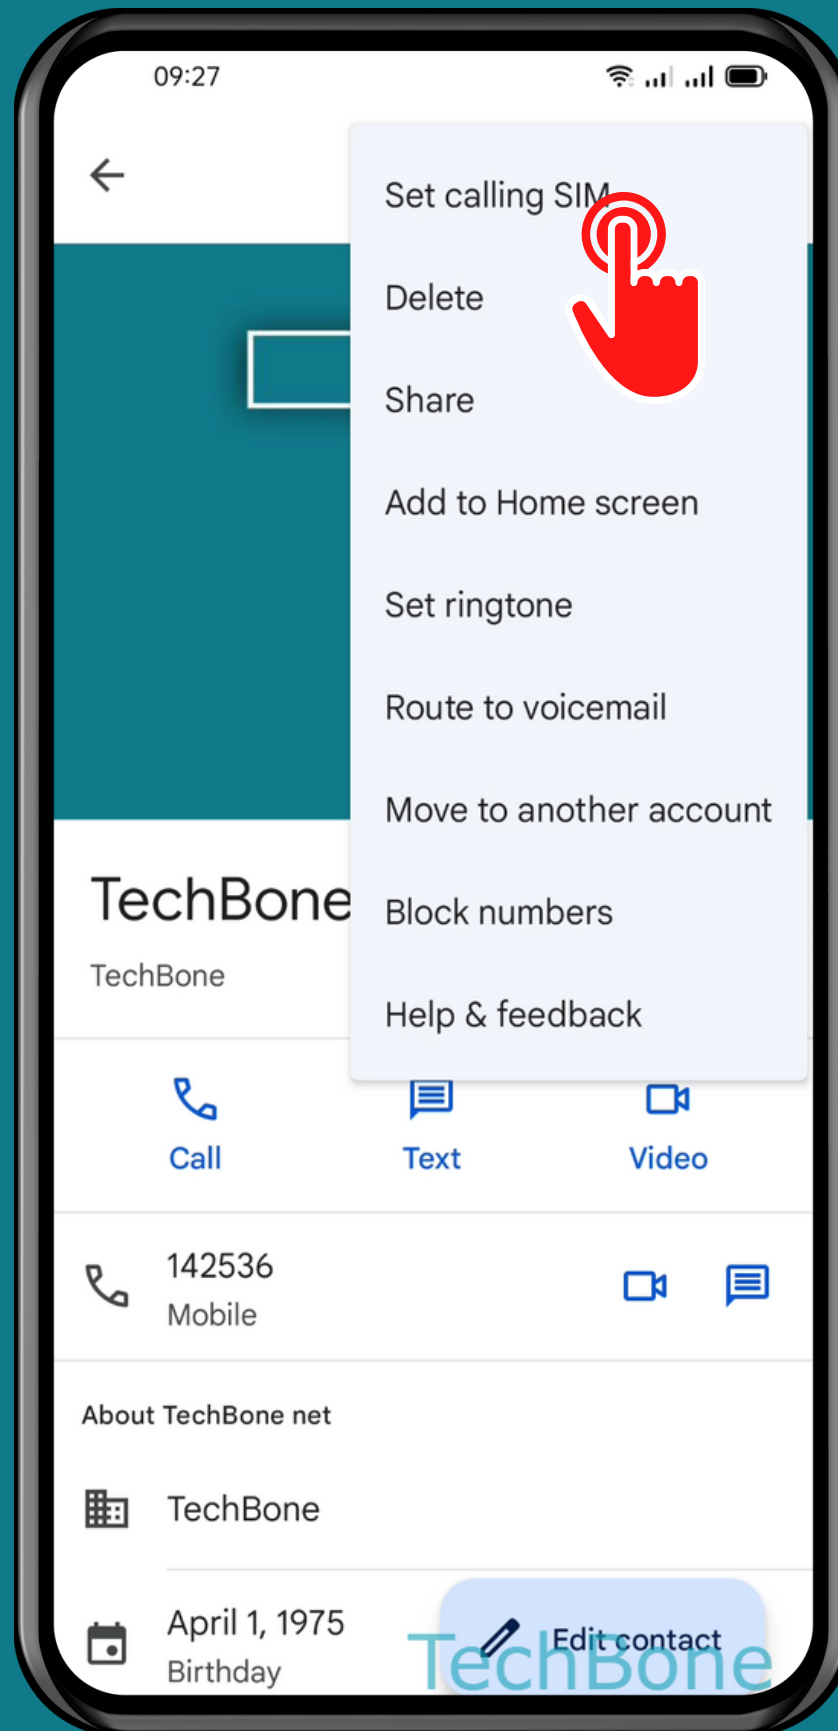 09:27
Set calling SIM
Delete
Share
Add to Home screen
Set ringtone
Route to voicemail
Move to another account
Block numbers
Help & feedback
TechBone
TechBone
Call
Text
Video
142536
Mobile
About TechBone net
TechBone
April 1, 1975
Birthday
Edit contact
TechBone